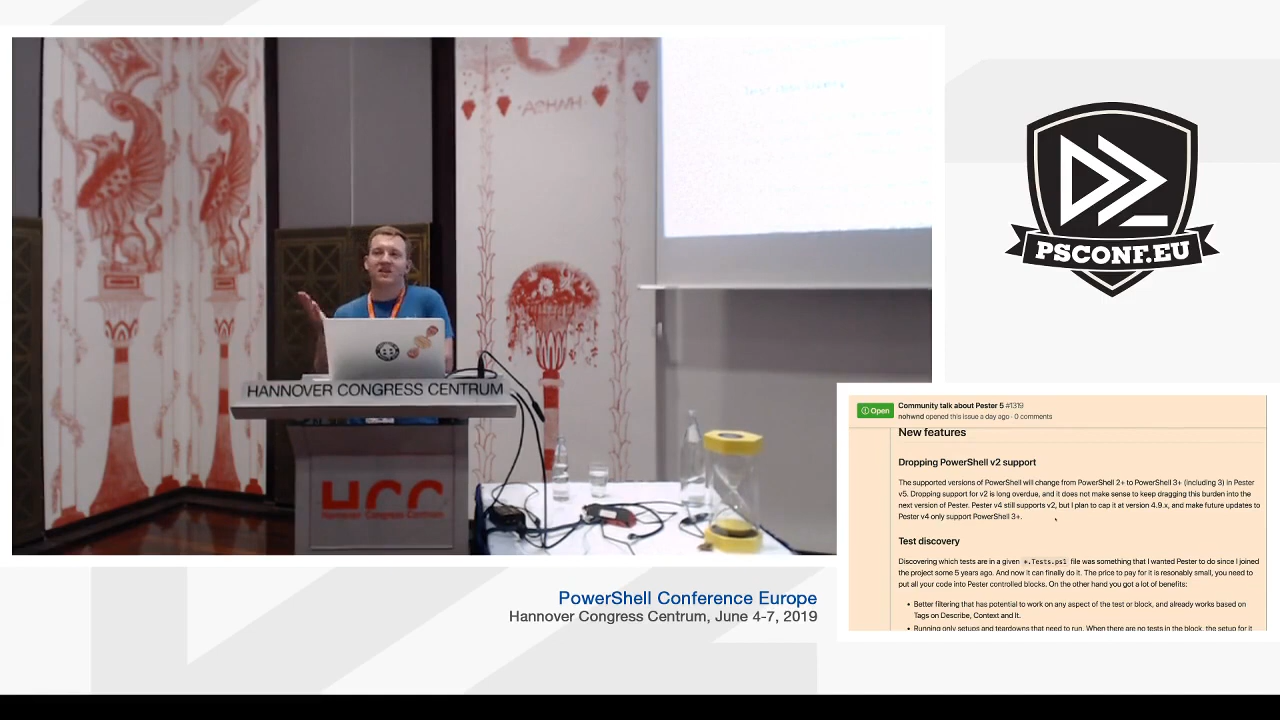 ASHWH
HANNOVER CONGRESS CENTRUM
HCC
Hannover Congress Centrum
PSCONF.EU
Open
Community talk about Pester 5 #1319
nohwnd opened this issue a day ago · 0 comments
New features
Dropping PowerShell v2 support
The supported versions of PowerShell will change from PowerShell 2+ to PowerShell 3+ (including 3) in Pester
v5. Dropping support for v2 is long overdue, and it does not make sense to keep dragging this burden into the
next version of Pester. Pester v4 still supports v2, but I plan to cap it at version 4.9.x, and make future updates to
Pester v4 only support PowerShell 3+.
Test discovery
Discovering which tests are in a given *.Tests.ps1 file was something that I wanted Pester to do since I joined
the project some 5 years ago. And now it can finally do it. The price to pay for it is resonably small, you need to
put all your code into Pester controlled blocks. On the other hand you got a lot of benefits:
• Better filtering that has potential to work on any aspect of the test or block, and already works based on
Tags on Describe, Context and It.
• Running only setups and teardowns that need to run. When there are no tests in the block, the setup for it
PowerShell Conference Europe
Hannover Congress Centrum, June 4-7, 2019